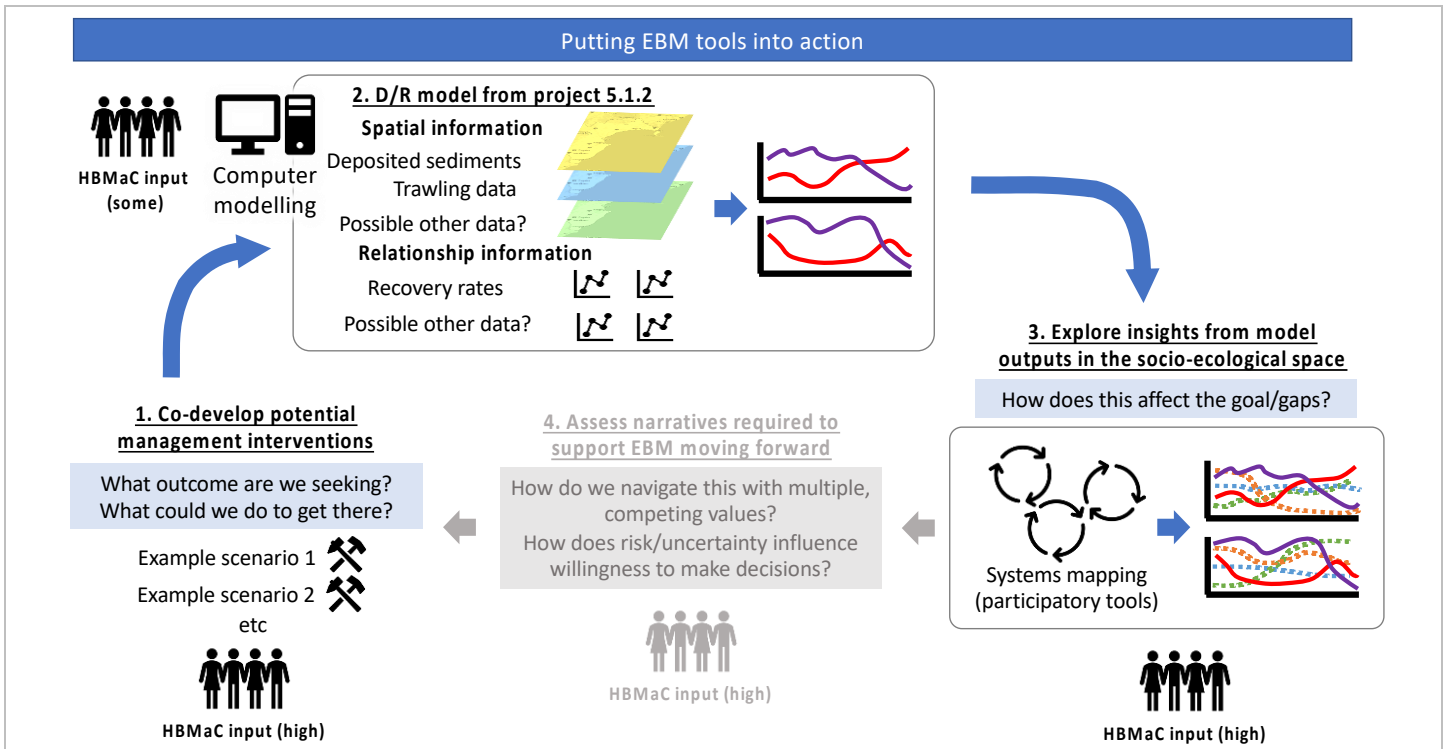 Putting EBM tools into action
HBMaC input
(some)
Computer
modelling
2. D/R model from project 5.1.2
Spatial information
Deposited sediments
Trawling data
Possible other data?
Relationship information
Recovery rates
Possible other data?
3. Explore insights from model
outputs in the socio-ecological space
How does this affect the goal/gaps?
Systems mapping
(participatory tools)
HBMaC input (high)
4. Assess narratives required to
support EBM moving forward
How do we navigate this with multiple,
competing values?
How does risk/uncertainty influence
willingness to make decisions?
HBMaC input (high)
1. Co-develop potential
management interventions
What outcome are we seeking?
What could we do to get there?
Example scenario 1
Example scenario 2
etc
HBMaC input (high)